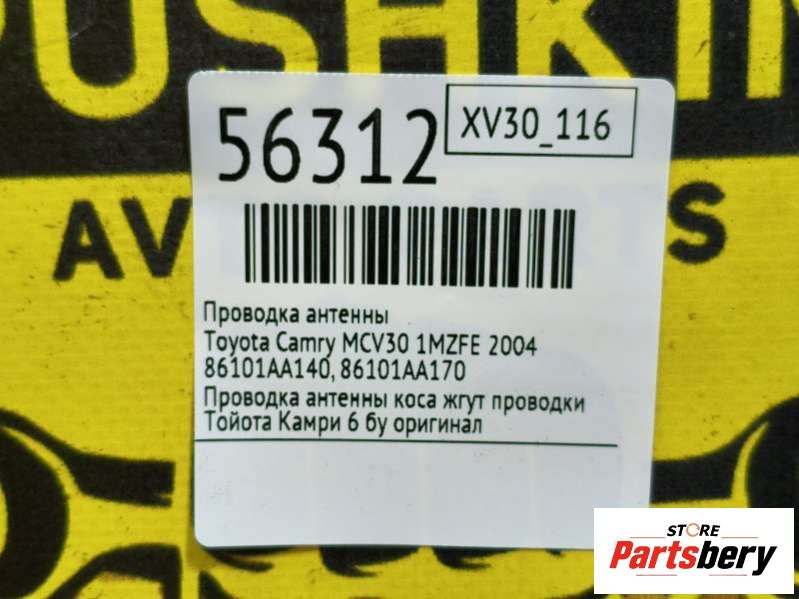 PUSHKIN
56312
XV30_116
Проводка антенны
Toyota Camry MCV30 1MZFE 2004
86101AA140, 86101AA170
Проводка антенны коса жгут проводки
Тойота Камри 6 бу оригинал
STORE
Partsbery